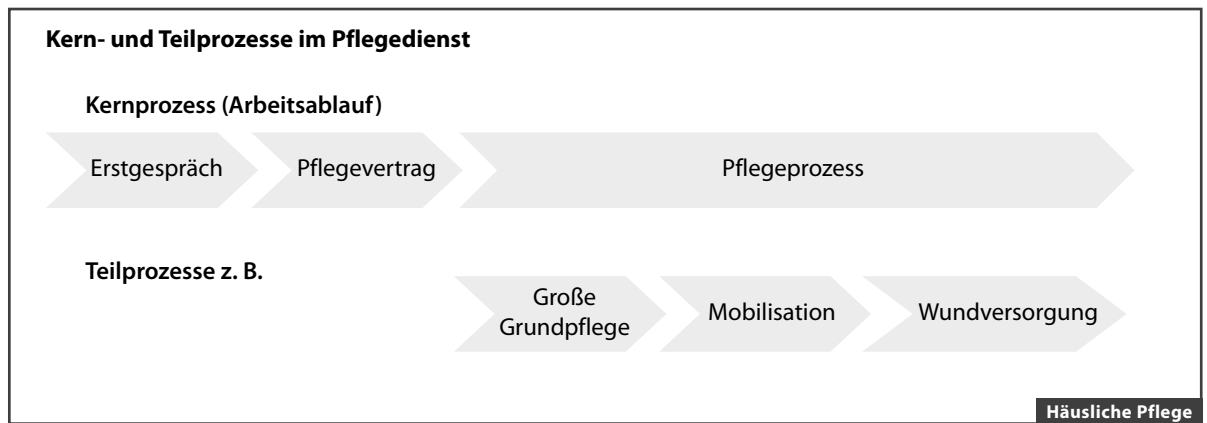 Kern- und Teilprozesse im Pflegedienst
Kernprozess (Arbeitsablauf)
Erstgespräch
Pflegevertrag
Pflegeprozess
Teilprozesse z. B.
Große
Grundpflege
Mobilisation
Wundversorgung
Häusliche Pflege